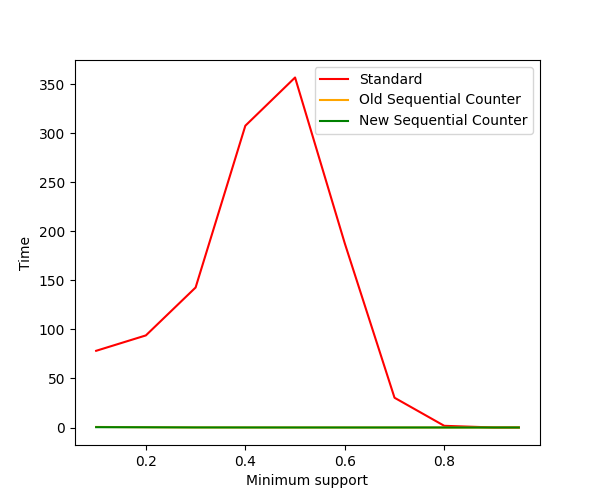 Standard
Old Sequential Counter
New Sequential Counter
350
300
250
200
150
100
50
0
Time
0.2 0.4 0.6 0.8
Minimum support